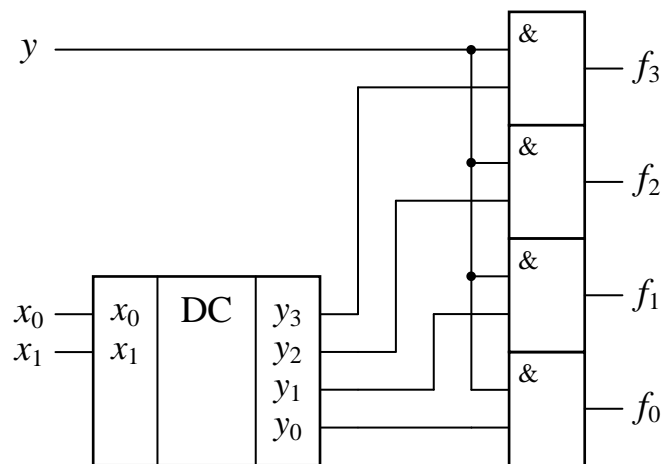 &
y
f₃
&
f₂
&
x₀ x₀ DC y₃ f₁
x₁ x₁ y₂
& y₁
y₀ f₀